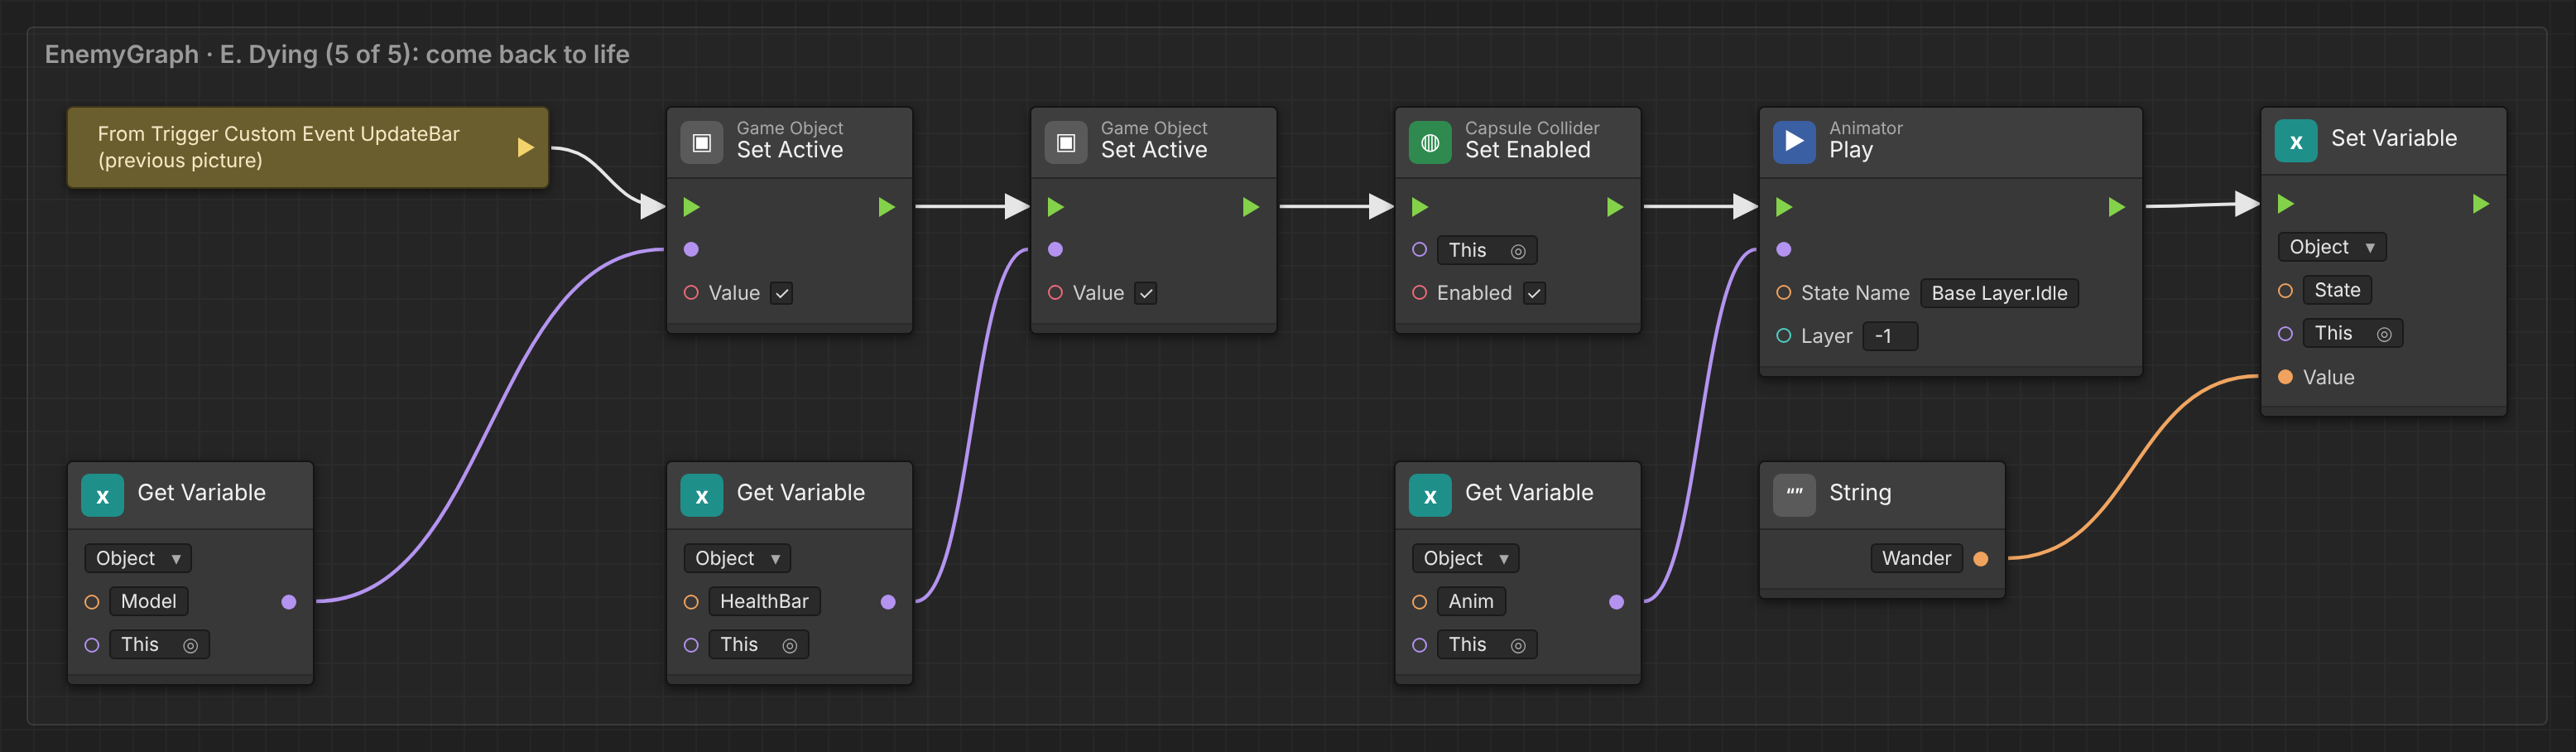 EnemyGraph · E. Dying (5 of 5): come back to life
From Trigger Custom Event UpdateBar
(previous picture)
Game Object
Set Active
Value
Game Object
Set Active
Value
Capsule Collider
Set Enabled
This
Enabled
Animator
Play
State Name Base Layer.Idle
Layer -1
x Set Variable
Object
State
This
Value
x Get Variable
Object
Model
This
x Get Variable
Object
HealthBar
This
x Get Variable
Object
Anim
This
“” String
Wander